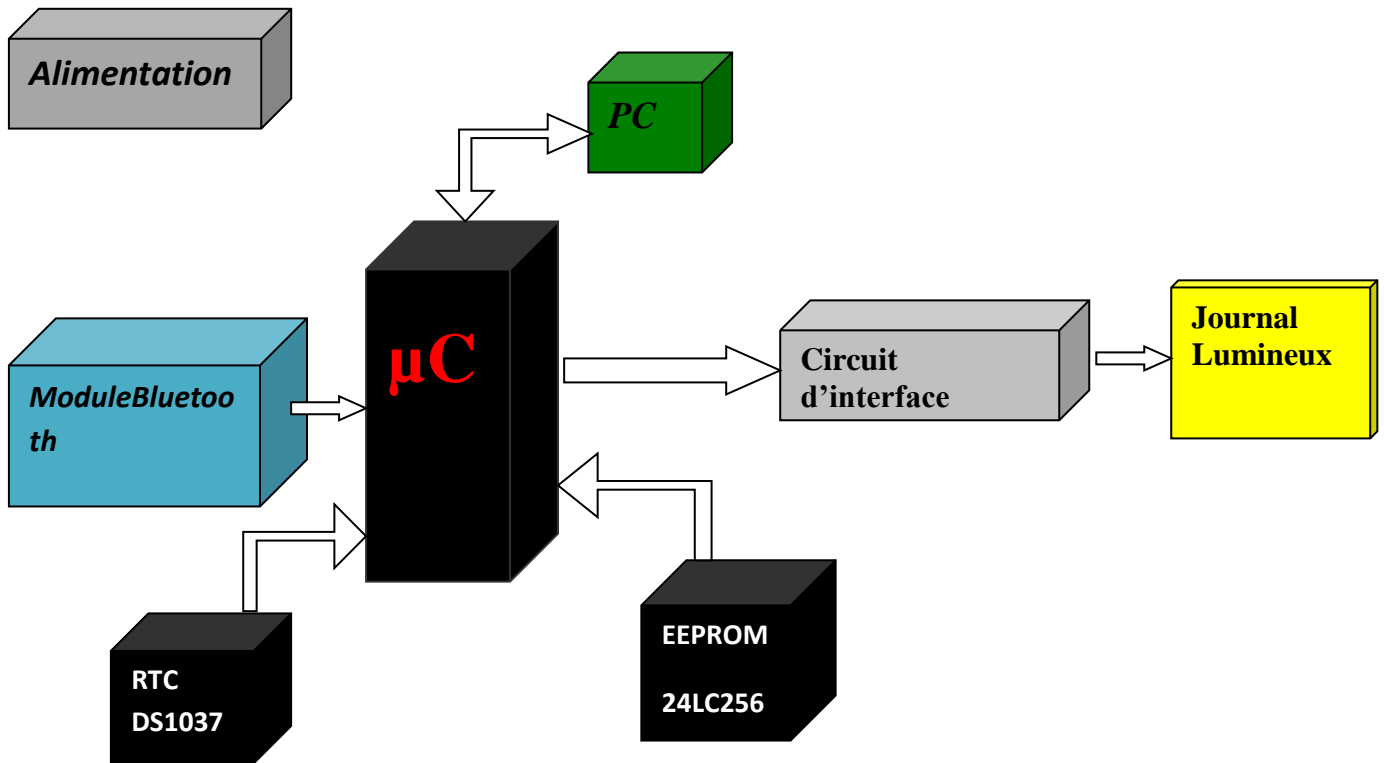 Alimentation
PC
µC
ModuleBluetoo
th
Circuit
d’interface
Journal
Lumineux
RTC
DS1037
EEPROM
24LC256